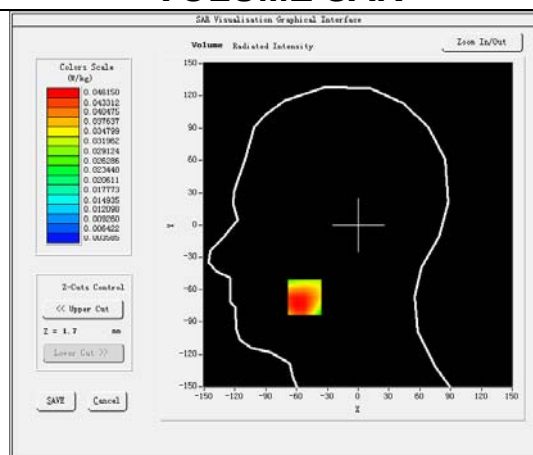 SAR Visualisation Graphical Interface
Volume Radiated Intensity
Zoom In/Out
Colors Scale
(W/kg)
0.046150
0.043312
0.040475
0.037637
0.034799
0.031962
0.029124
0.026286
0.023448
0.020611
0.017773
0.014935
0.012098
0.009260
0.006422
0.003585
Z-Cuts Control
<< Upper Cut
Z = 1.7 mm
Lower Cut >>
SAVE Cancel
150
120
90
60
30
0
-30
-60
-90
-120
-150
Y
-150 -120 -90 -60 -30 0 30 60 90 120 150
X